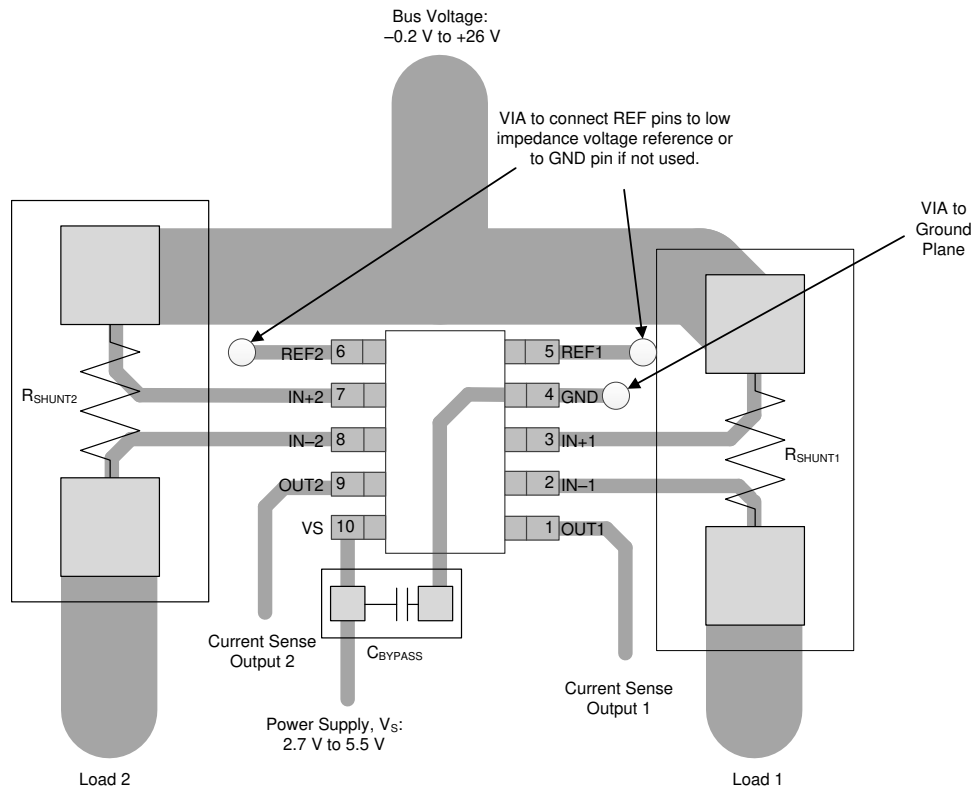 Bus Voltage:
–0.2 V to +26 V
VIA to connect REF pins to low
impedance voltage reference or
to GND pin if not used.
VIA to
Ground
Plane
REF2 6
5 REF1
IN+2 7
4 GND
RSHUNT2
IN–2 8
3 IN+1
RSHUNT1
OUT2 9
2 IN–1
VS 10
1 OUT1
Current Sense
Output 2
CBYPASS
Current Sense
Output 1
Power Supply, VS:
2.7 V to 5.5 V
Load 2
Load 1